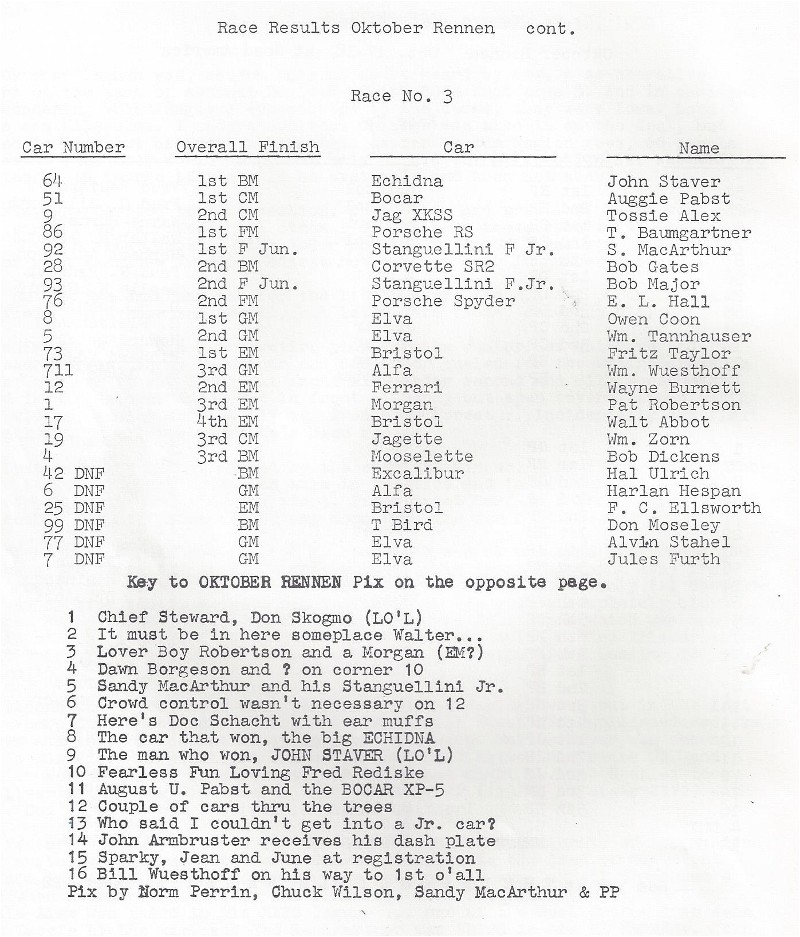 Race Results Oktober Rennen cont.
Race No. 3
Car Number Overall Finish Car Name
64 1st BM Echidna John Staver
51 1st CM Bocar Auggie Pabst
9 2nd CM Jag XKSS Tossie Alex
86 1st FM Porsche RS T. Baumgartner
92 1st F Jun. Stanguellini F Jr. S. MacArthur
28 2nd BM Corvette SR2 Bob Gates
93 2nd F Jun. Stanguellini F.Jr. Bob Major
76 2nd FM Porsche Spyder E. L. Hall
8 1st GM Elva Owen Coon
5 2nd GM Elva Wm. Tannhauser
73 1st EM Bristol Fritz Taylor
711 3rd GM Alfa Wm. Wuesthoff
12 2nd EM Ferrari Wayne Burnett
1 3rd EM Morgan Pat Robertson
17 4th EM Bristol Walt Abbot
19 3rd CM Jagette Wm. Zorn
4 3rd BM Mooselette Bob Dickens
42 DNF BM Excalibur Hal Ulrich
6 DNF GM Alfa Harlan Hespan
25 DNF EM Bristol F. C. Ellsworth
99 DNF BM T Bird Don Moseley
77 DNF GM Elva Alvin Stahel
7 DNF GM Elva Jules Furth
Key to OKTOBER RENNEN Pix on the opposite page.
1 Chief Steward, Don Skogmo (LO'L)
2 It must be in here someplace Walter...
3 Lover Boy Robertson and a Morgan (EM?)
4 Dawn Borgeson and ? on corner 10
5 Sandy MacArthur and his Stanguellini Jr.
6 Crowd control wasn't necessary on 12
7 Here's Doc Schacht with ear muffs
8 The car that won, the big ECHIDNA
9 The man who won, JOHN STAVER (LO'L)
10 Fearless Fun Loving Fred Rediske
11 August U. Pabst and the BOCAR XP-5
12 Couple of cars thru the trees
13 Who said I couldn't get into a Jr. car?
14 John Armbruster receives his dash plate
15 Sparky, Jean and June at registration
16 Bill Wuesthoff on his way to 1st o'all
Pix by Norm Perrin, Chuck Wilson, Sandy MacArthur & PP